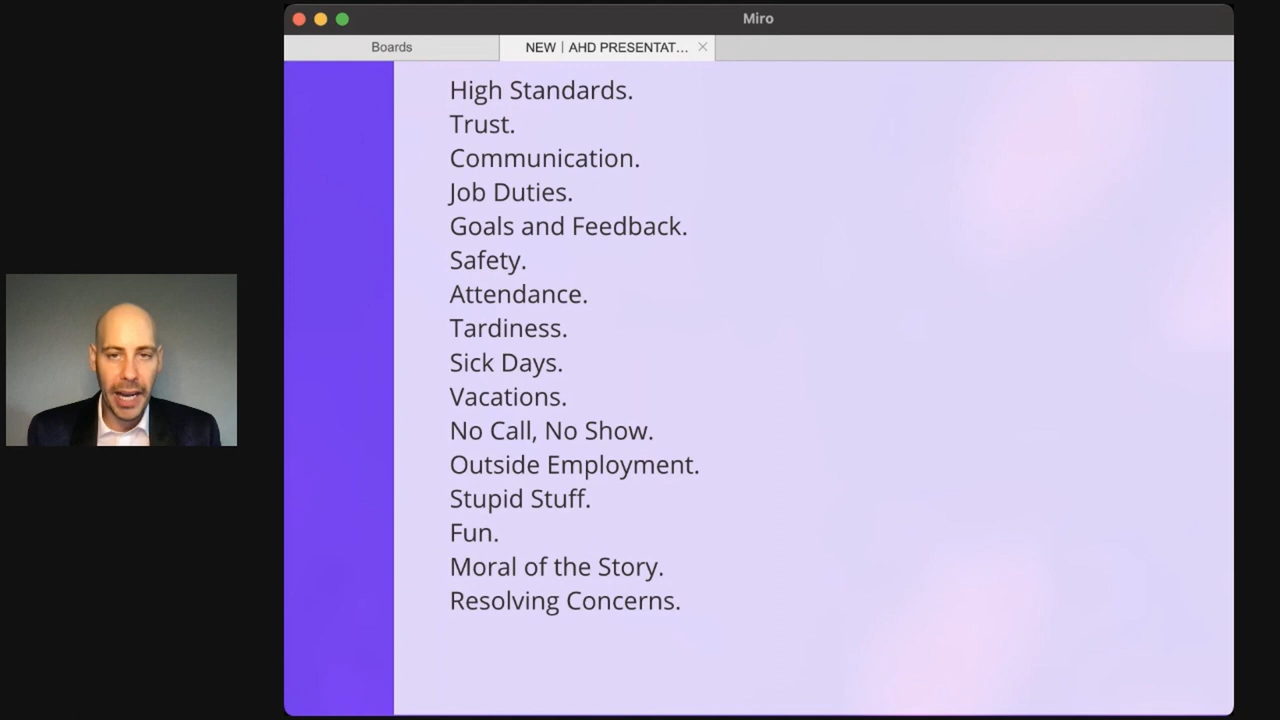 Miro
Boards
NEW | AHD PRESENTAT...
High Standards.
Trust.
Communication.
Job Duties.
Goals and Feedback.
Safety.
Attendance.
Tardiness.
Sick Days.
Vacations.
No Call, No Show.
Outside Employment.
Stupid Stuff.
Fun.
Moral of the Story.
Resolving Concerns.